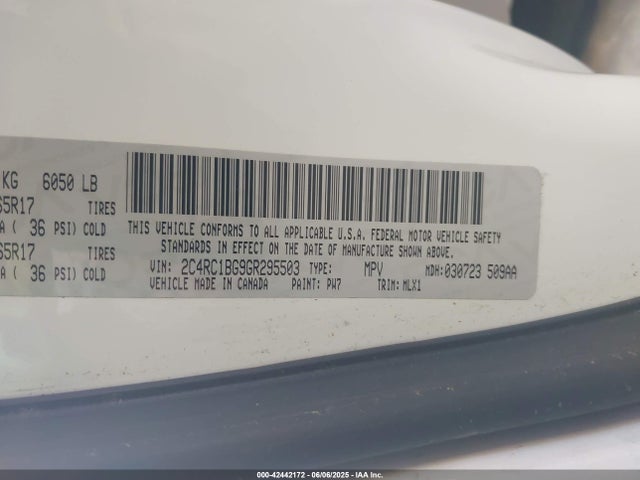 KG 6050 LB
5R17 TIRES
A ( 36 PSI) COLD
5R17 TIRES
A ( 36 PSI) COLD
THIS VEHICLE CONFORMS TO ALL APPLICABLE U.S.A. FEDERAL MOTOR VEHICLE SAFETY
STANDARDS IN EFFECT ON THE DATE OF MANUFACTURE SHOWN ABOVE.
VIN: 2C4RC1BG9GR295503 TYPE: MPV MDH:030723 509AA
VEHICLE MADE IN CANADA PAINT: PW7 TRIM: MLX1
000-42442172 | 06/06/2025 | IAA Inc.